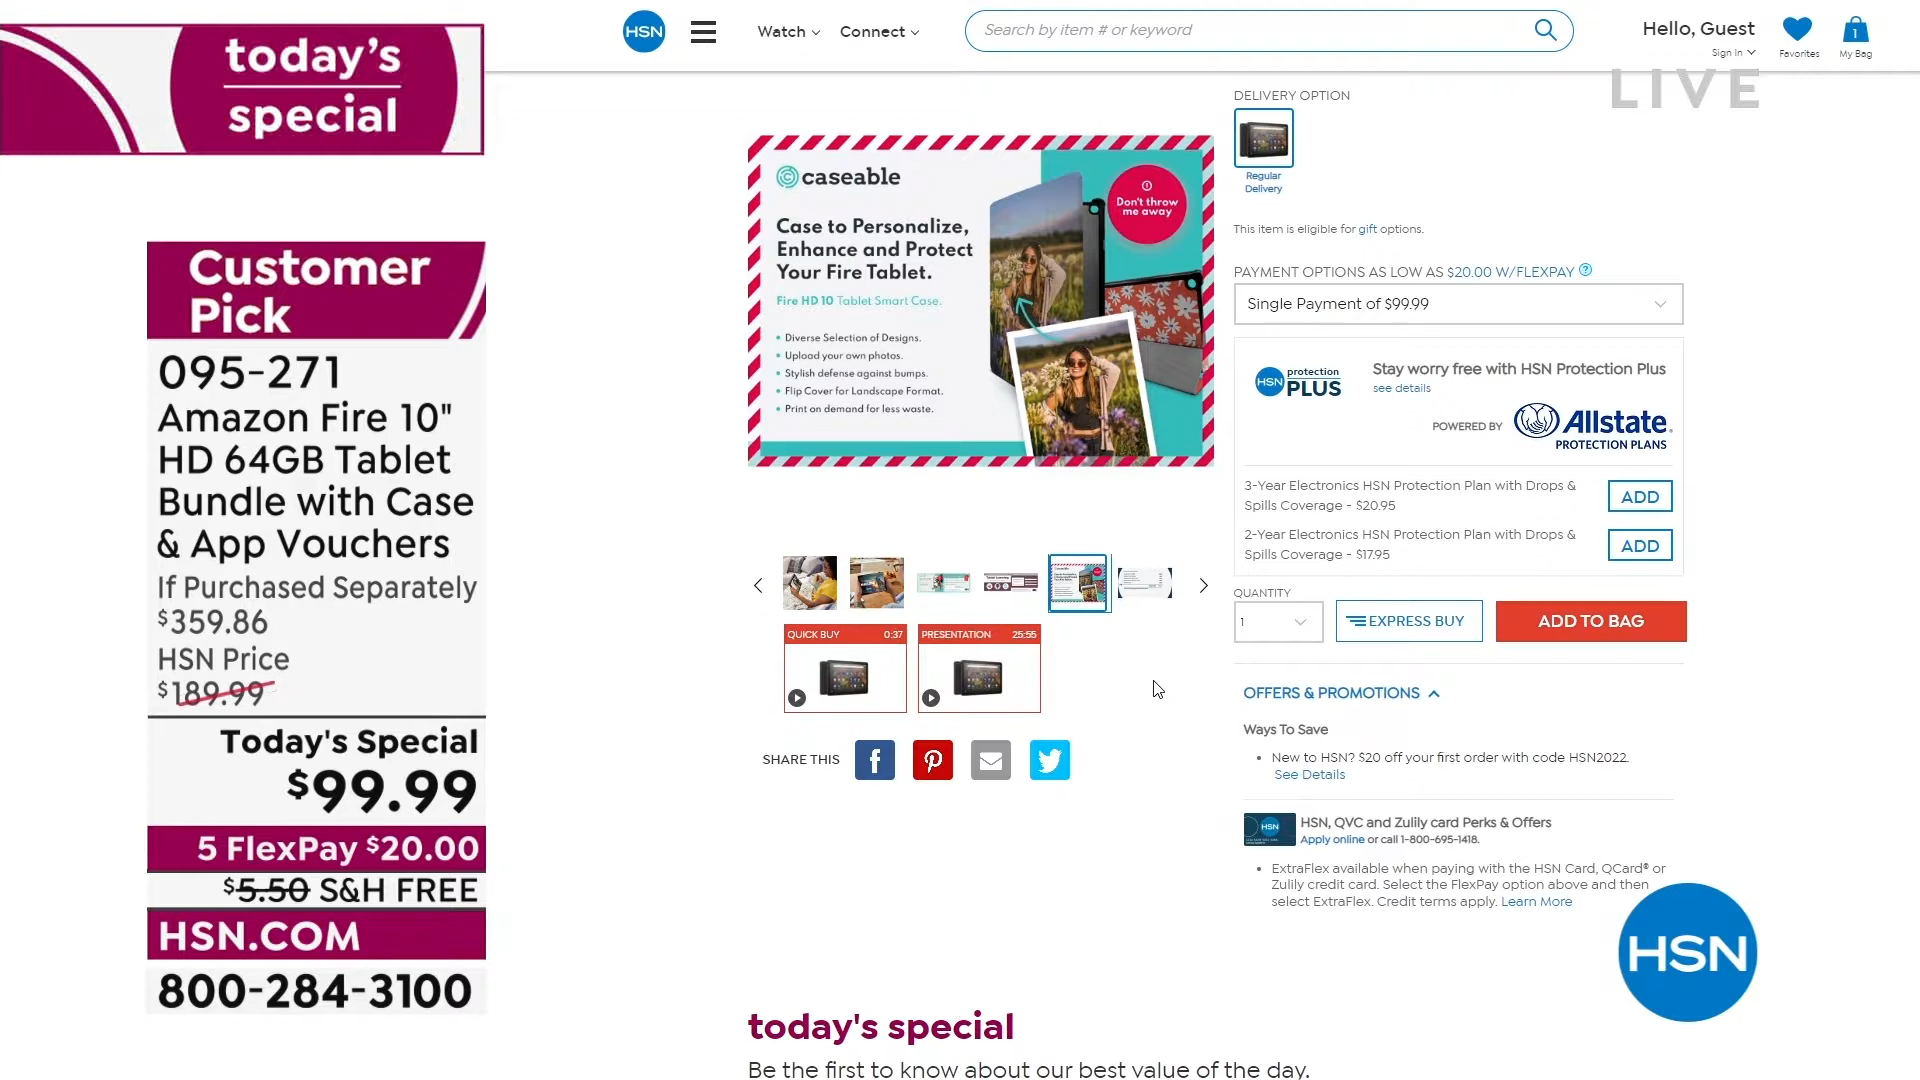 today's
special
Customer
Pick
095-271
Amazon Fire 10"
HD 64GB Tablet
Bundle with Case
& App Vouchers
If Purchased Separately
$359.86
HSN Price
$189.99
Today's Special
$99.99
5 FlexPay $20.00
$5.50 S&H FREE
HSN.COM
800-284-3100
HSN
Watch
Connect
Search by item # or keyword
Hello, Guest
Sign In
Favorites
1
My Bag
LIVE
caseable
Case to Personalize,
Enhance and Protect
Your Fire Tablet.
Fire HD 10 Tablet Smart Case.
• Diverse Selection of Designs.
• Upload your own photos.
• Stylish defense against bumps.
• Flip Cover for Landscape Format.
• Print on demand for less waste.
Don't throw
me away
QUICK BUY 0:37
PRESENTATION 25:55
SHARE THIS
DELIVERY OPTION
Regular
Delivery
This item is eligible for gift options.
PAYMENT OPTIONS AS LOW AS $20.00 W/FLEXPAY ?
Single Payment of $99.99
HSN protection
PLUS
Stay worry free with HSN Protection Plus
see details
POWERED BY Allstate
PROTECTION PLANS
3-Year Electronics HSN Protection Plan with Drops &
Spills Coverage - $20.95
ADD
2-Year Electronics HSN Protection Plan with Drops &
Spills Coverage - $17.95
ADD
QUANTITY
1
EXPRESS BUY
ADD TO BAG
OFFERS & PROMOTIONS
Ways To Save
• New to HSN? $20 off your first order with code HSN2022.
See Details
HSN
HSN, QVC and Zulily card Perks & Offers
Apply online or call 1-800-695-1418.
• ExtraFlex available when paying with the HSN Card, QCard® or
Zulily credit card. Select the FlexPay option above and then
select ExtraFlex. Credit terms apply. Learn More
HSN
today's special
Be the first to know about our best value of the day.